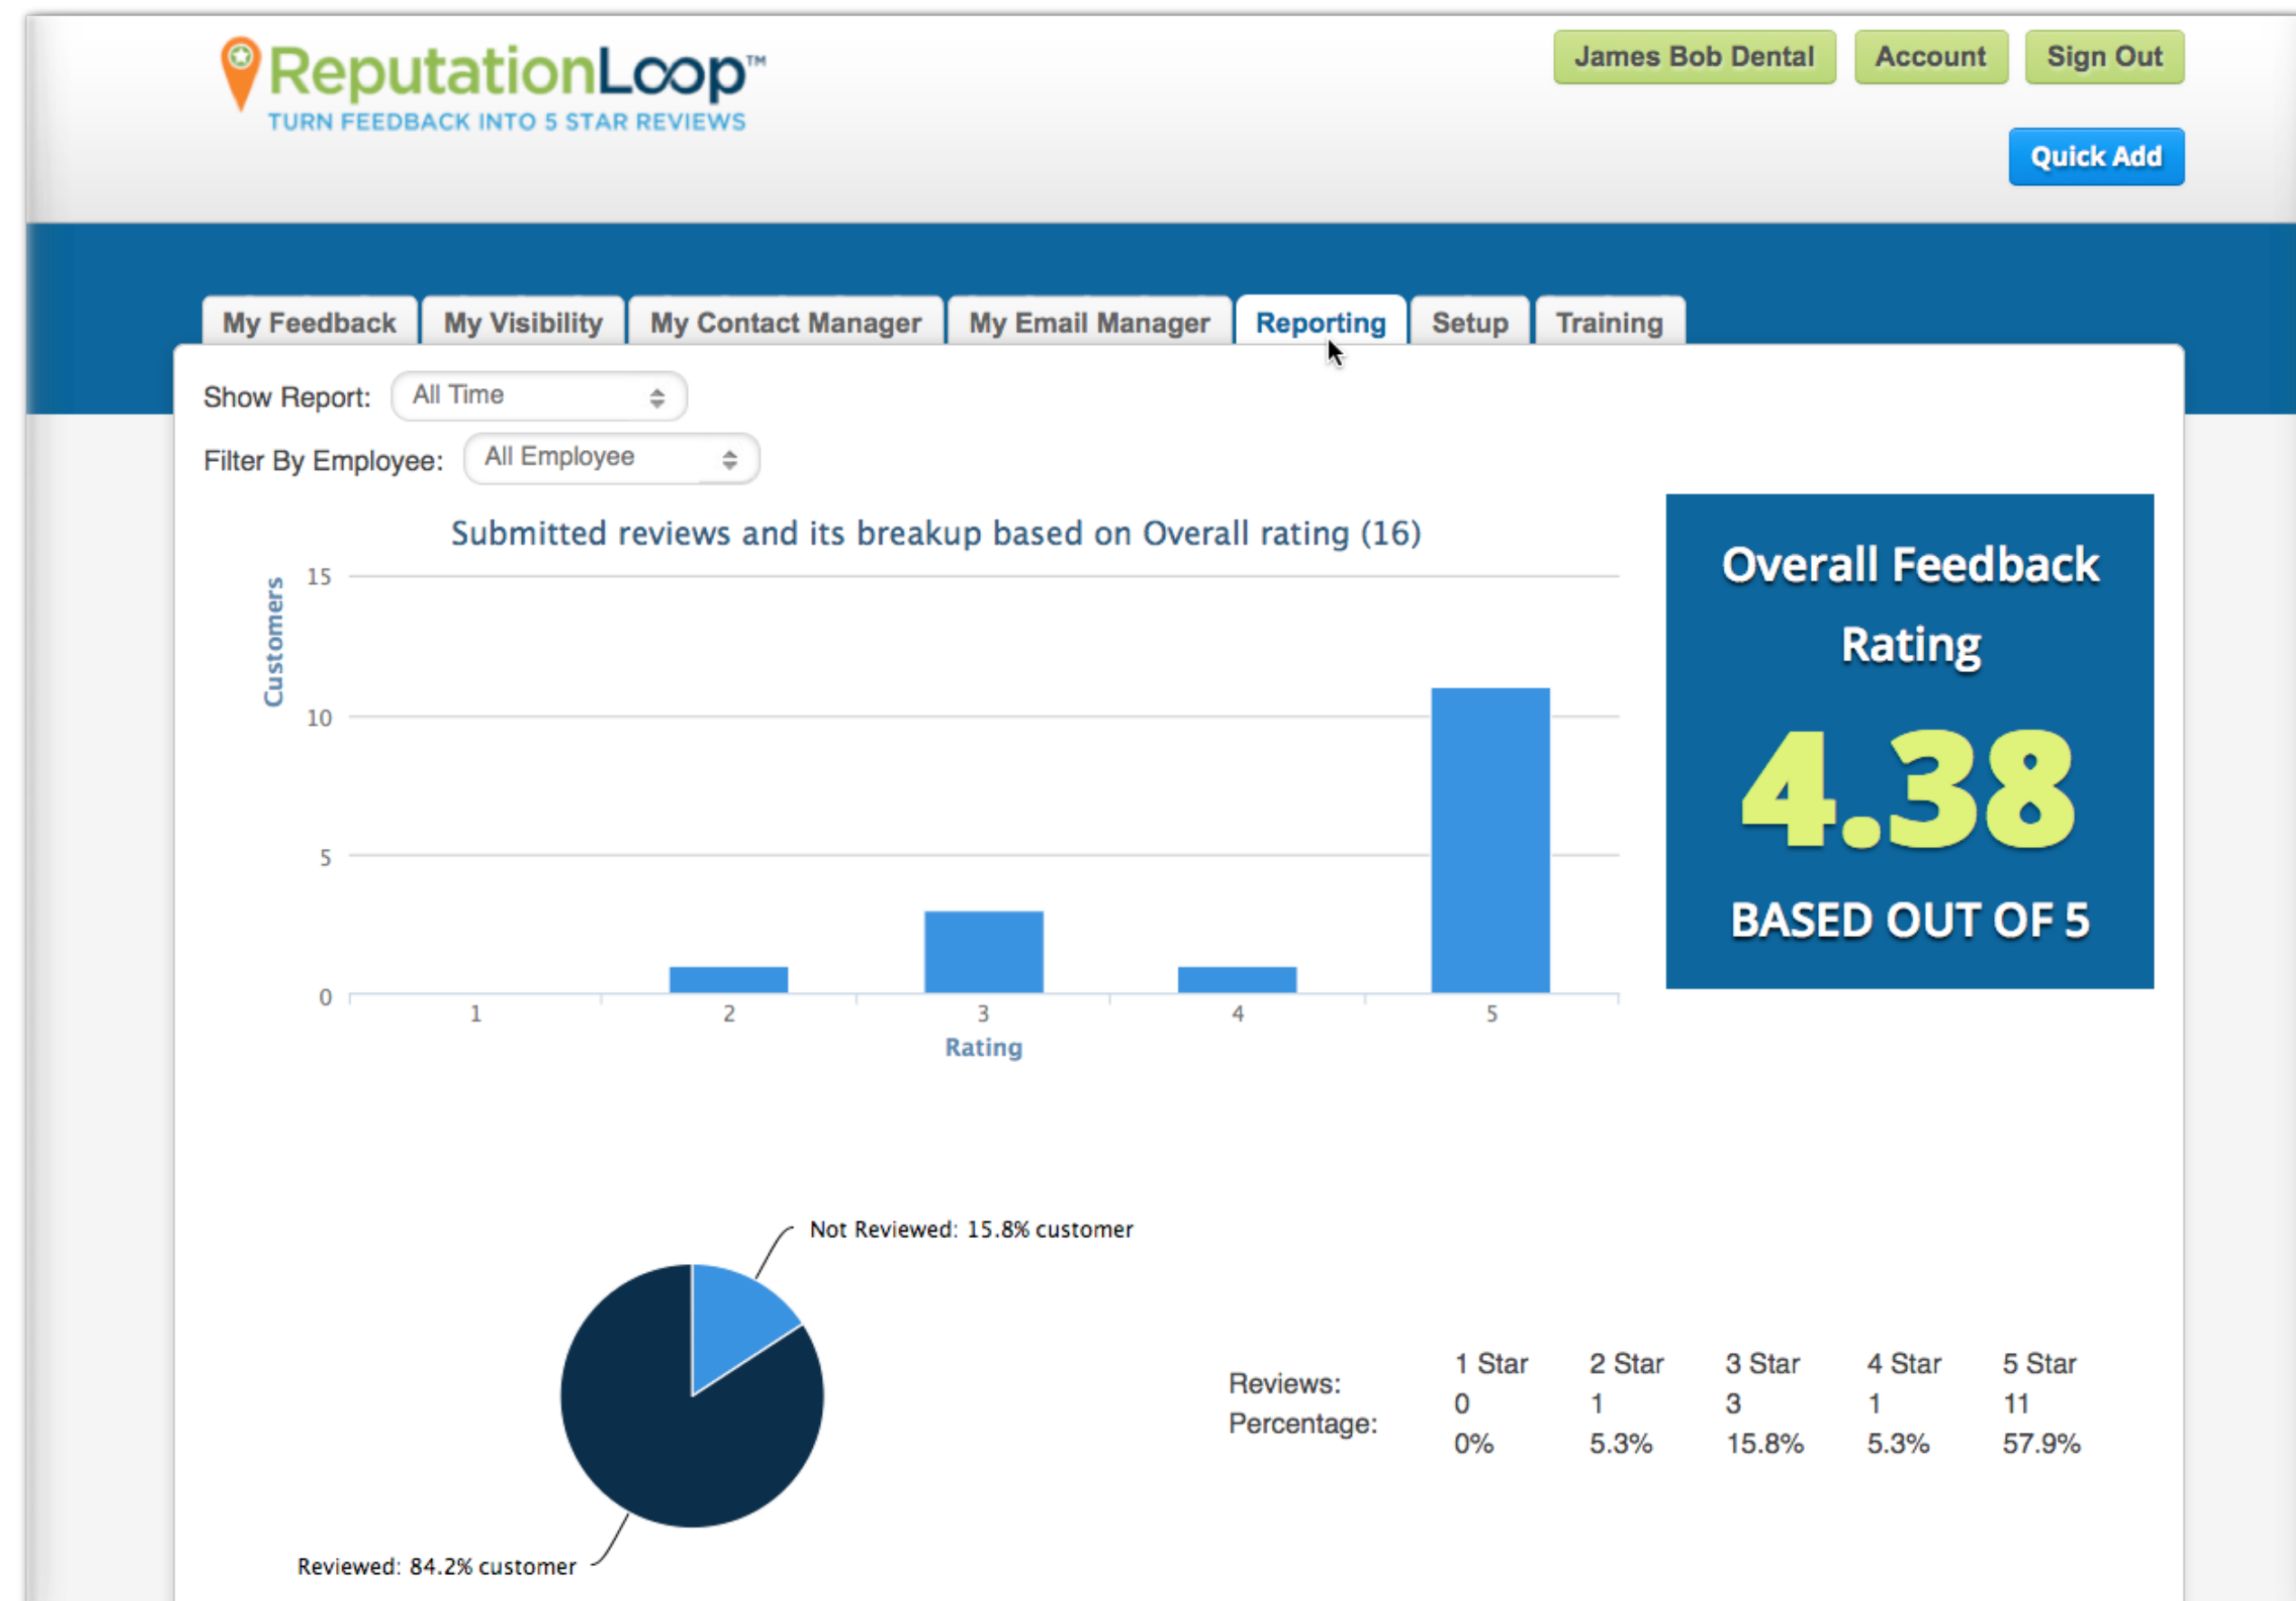 ReputationLoop™
TURN FEEDBACK INTO 5 STAR REVIEWS
James Bob Dental
Account
Sign Out
Quick Add
My Feedback
My Visibility
My Contact Manager
My Email Manager
Reporting
Setup
Training
Show Report: All Time
Filter By Employee: All Employee
Submitted reviews and its breakup based on Overall rating (16)
Customers
15
10
5
0
1 2 3 4 5
Rating
Overall Feedback
Rating
4.38
BASED OUT OF 5
Not Reviewed: 15.8% customer
Reviewed: 84.2% customer
1 Star 2 Star 3 Star 4 Star 5 Star
Reviews: 0 1 3 1 11
Percentage: 0% 5.3% 15.8% 5.3% 57.9%